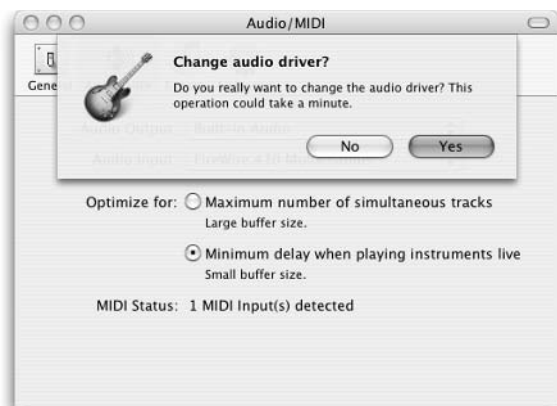 Audio/MIDI
Change audio driver?
Do you really want to change the audio driver? This
operation could take a minute.
No Yes
Audio Output: Built-in Audio
Audio Input:
Optimize for: Maximum number of simultaneous tracks
Large buffer size.
Minimum delay when playing instruments live
Small buffer size.
MIDI Status: 1 MIDI Input(s) detected